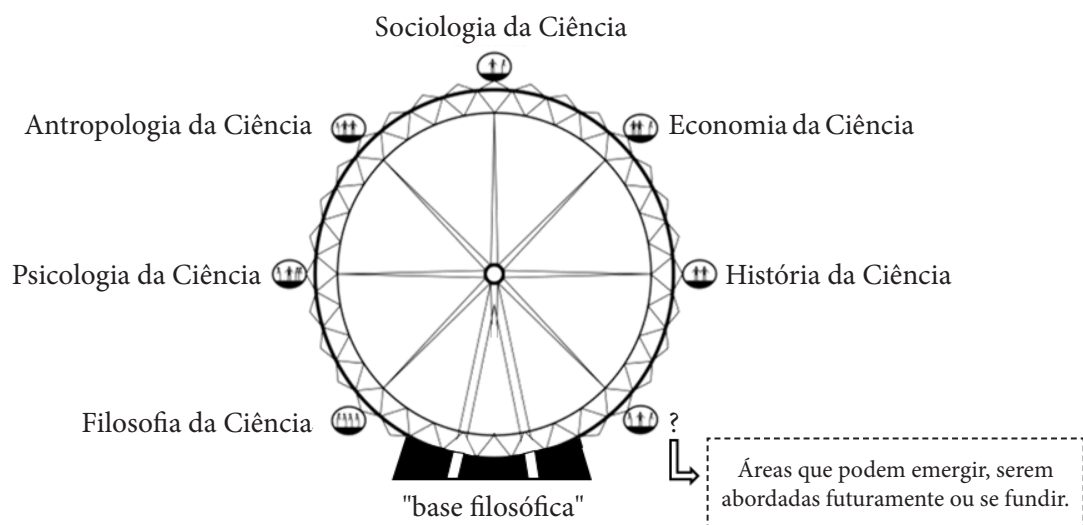 Sociologia da Ciência
Antropologia da Ciência
Economia da Ciência
Psicologia da Ciência
História da Ciência
Filosofia da Ciência
?
Áreas que podem emergir, serem
abordadas futuramente ou se fundir.
"base filosófica"